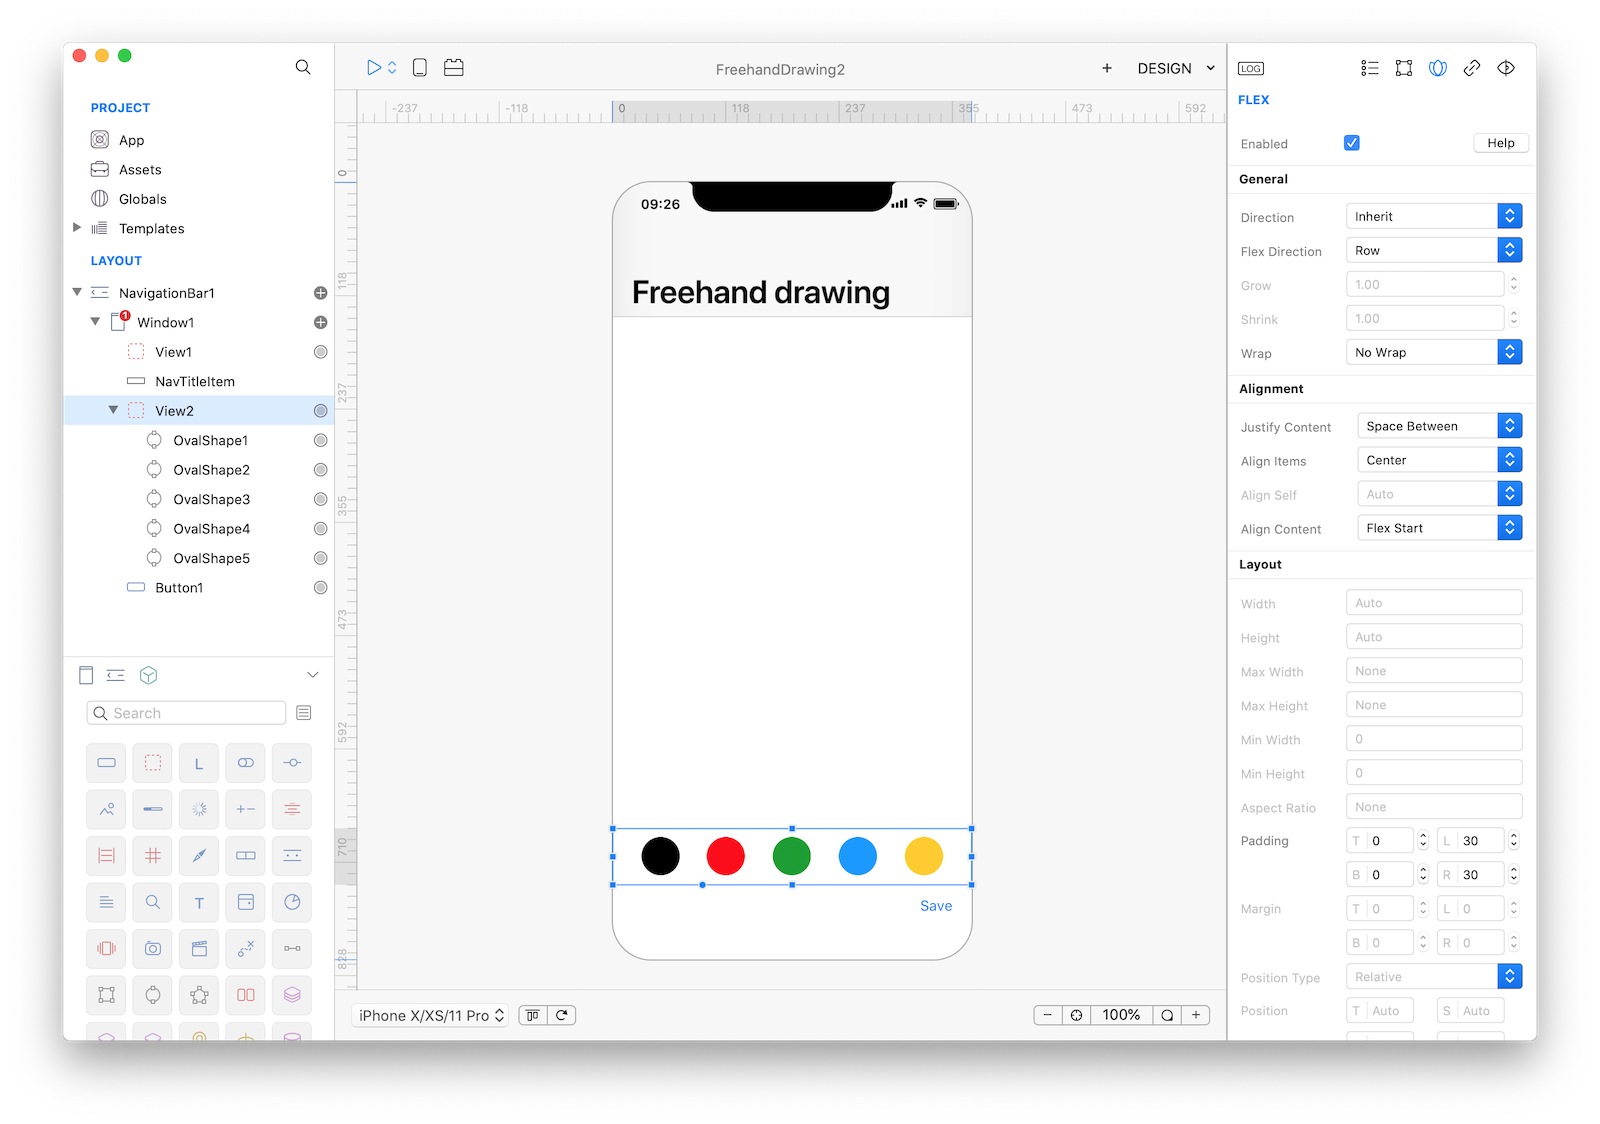 FreehandDrawing2
DESIGN
LOG
PROJECT
App
Assets
Globals
Templates
LAYOUT
NavigationBar1
1
Window1
View1
NavTitleItem
View2
OvalShape1
OvalShape2
OvalShape3
OvalShape4
OvalShape5
Button1
Search
L
T
-237
-118
0
118
237
355
473
592
0
118
237
355
473
592
710
828
09:26
Freehand drawing
Save
iPhone X/XS/11 Pro
100%
FLEX
Enabled
Help
General
Direction
Inherit
Flex Direction
Row
Grow
1.00
Shrink
1.00
Wrap
No Wrap
Alignment
Justify Content
Space Between
Align Items
Center
Align Self
Auto
Align Content
Flex Start
Layout
Width
Auto
Height
Auto
Max Width
None
Max Height
None
Min Width
0
Min Height
0
Aspect Ratio
None
Padding
T 0
L 30
B 0
R 30
Margin
T 0
L 0
B 0
R 0
Position Type
Relative
Position
T Auto
S Auto